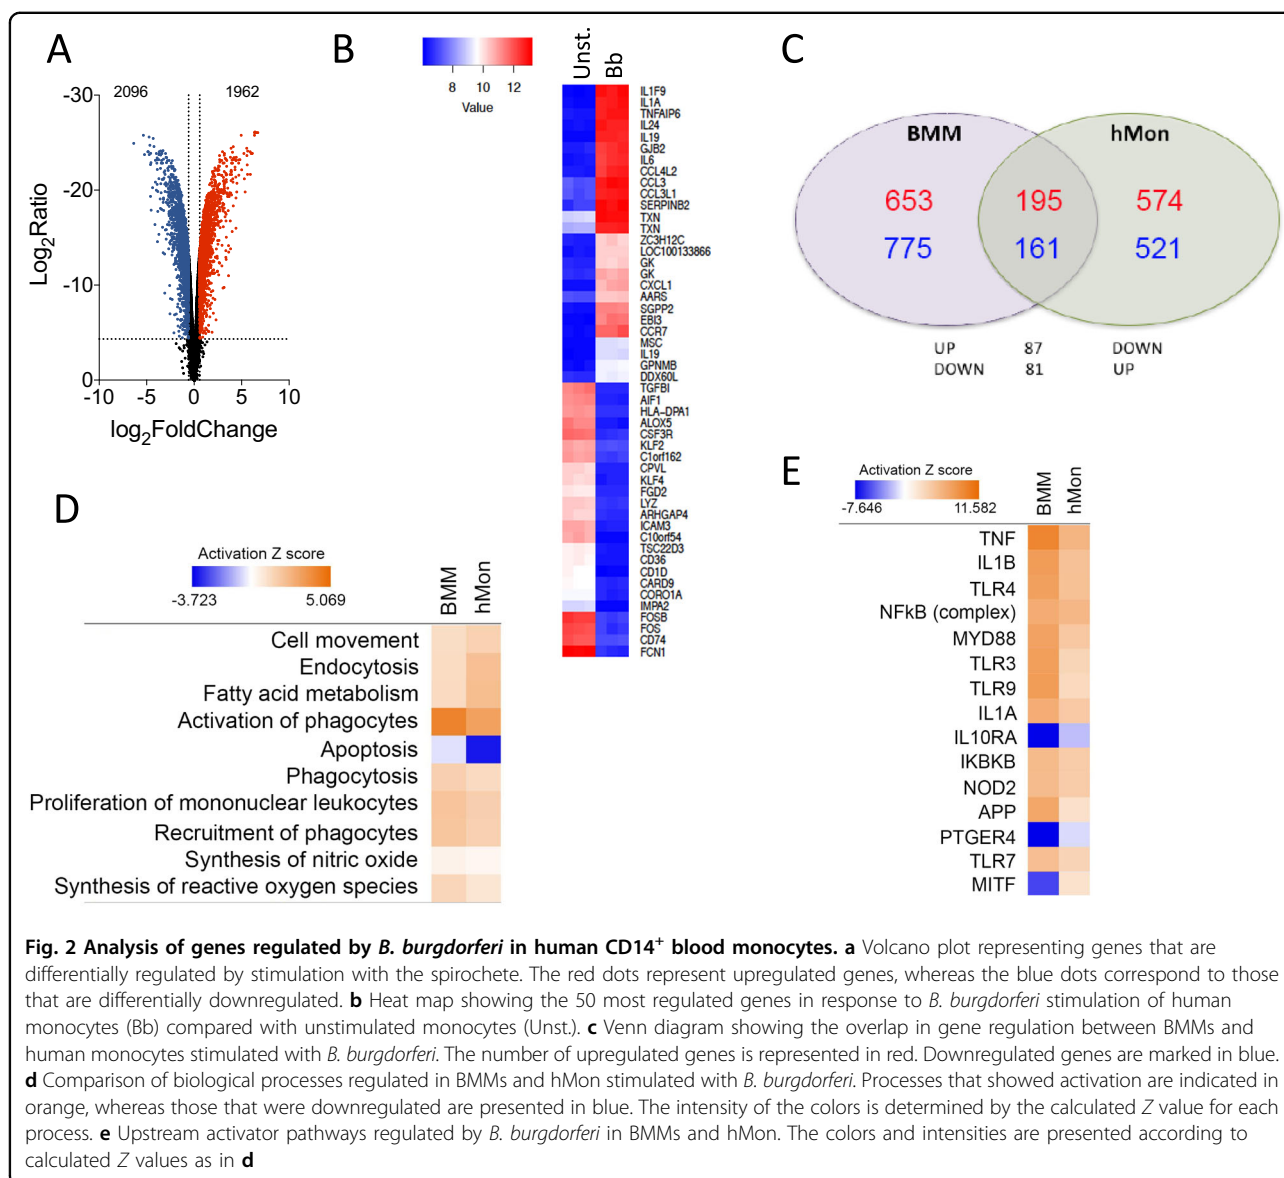 A
2096
1962
-30
-20
-10
0
Log2Ratio
-10
-5
0
5
10
log2FoldChange
B
8 10 12
Value
Unst.
Bb
IL1F9
IL1A
TNFAIP6
IL24
IL19
GJB2
IL6
CCL4L2
CCL3
CCL3L1
SERPINB2
TXN
TXN
ZC3H12C
LOC100133866
GK
GK
CXCL1
AARS
SGPP2
EBI3
CCR7
MSC
IL19
GPNMB
DDX60L
TGFBI
AIF1
HLA-DPA1
ALOX5
CSF3R
KLF2
C1orf162
CPVL
KLF4
FGD2
LYZ
ARHGAP4
ICAM3
C10orf54
TSC22D3
CD36
CD1D
CARD9
CORO1A
IMPA2
FOSB
FOS
CD74
FCN1
C
BMM
hMon
653 195 574
775 161 521
UP 87 DOWN
DOWN 81 UP
D
Activation Z score
-3.723 5.069
BMM
hMon
Cell movement
Endocytosis
Fatty acid metabolism
Activation of phagocytes
Apoptosis
Phagocytosis
Proliferation of mononuclear leukocytes
Recruitment of phagocytes
Synthesis of nitric oxide
Synthesis of reactive oxygen species
E
Activation Z score
-7.646 11.582
BMM
hMon
TNF
IL1B
TLR4
NFkB (complex)
MYD88
TLR3
TLR9
IL1A
IL10RA
IKBKB
NOD2
APP
PTGER4
TLR7
MITF
Fig. 2 Analysis of genes regulated by B. burgdorferi in human CD14+ blood monocytes. a Volcano plot representing genes that are
differentially regulated by stimulation with the spirochete. The red dots represent upregulated genes, whereas the blue dots correspond to those
that are differentially downregulated. b Heat map showing the 50 most regulated genes in response to B. burgdorferi stimulation of human
monocytes (Bb) compared with unstimulated monocytes (Unst.). c Venn diagram showing the overlap in gene regulation between BMMs and
human monocytes stimulated with B. burgdorferi. The number of upregulated genes is represented in red. Downregulated genes are marked in blue.
d Comparison of biological processes regulated in BMMs and hMon stimulated with B. burgdorferi. Processes that showed activation are indicated in
orange, whereas those that were downregulated are presented in blue. The intensity of the colors is determined by the calculated Z value for each
process. e Upstream activator pathways regulated by B. burgdorferi in BMMs and hMon. The colors and intensities are presented according to
calculated Z values as in d